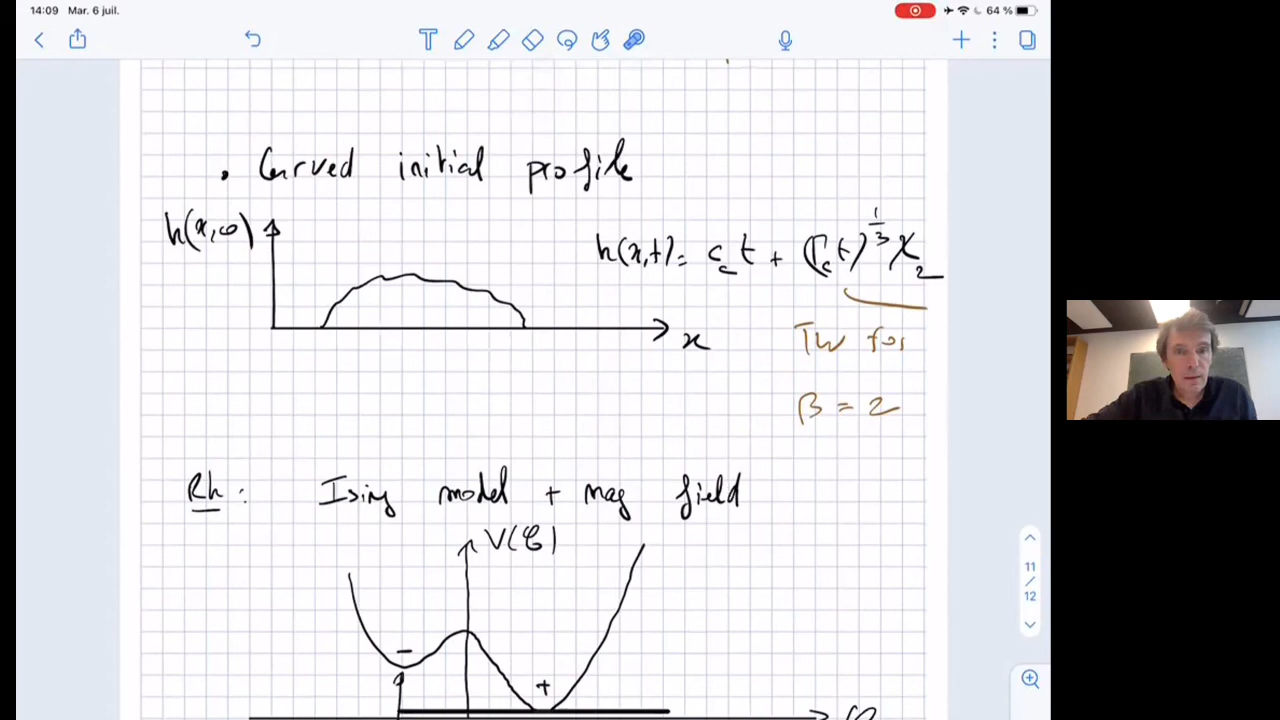 14:09 Mar. 6 juil.
64 %
• Curved initial profile
h(x,∞)
h(x,t) = c_c t + (Γ_c t)^{1/3} χ_2
x
TW for
β = 2
Rk : Ising model + mag field
V(φ)
−
+
φ
11
/
12